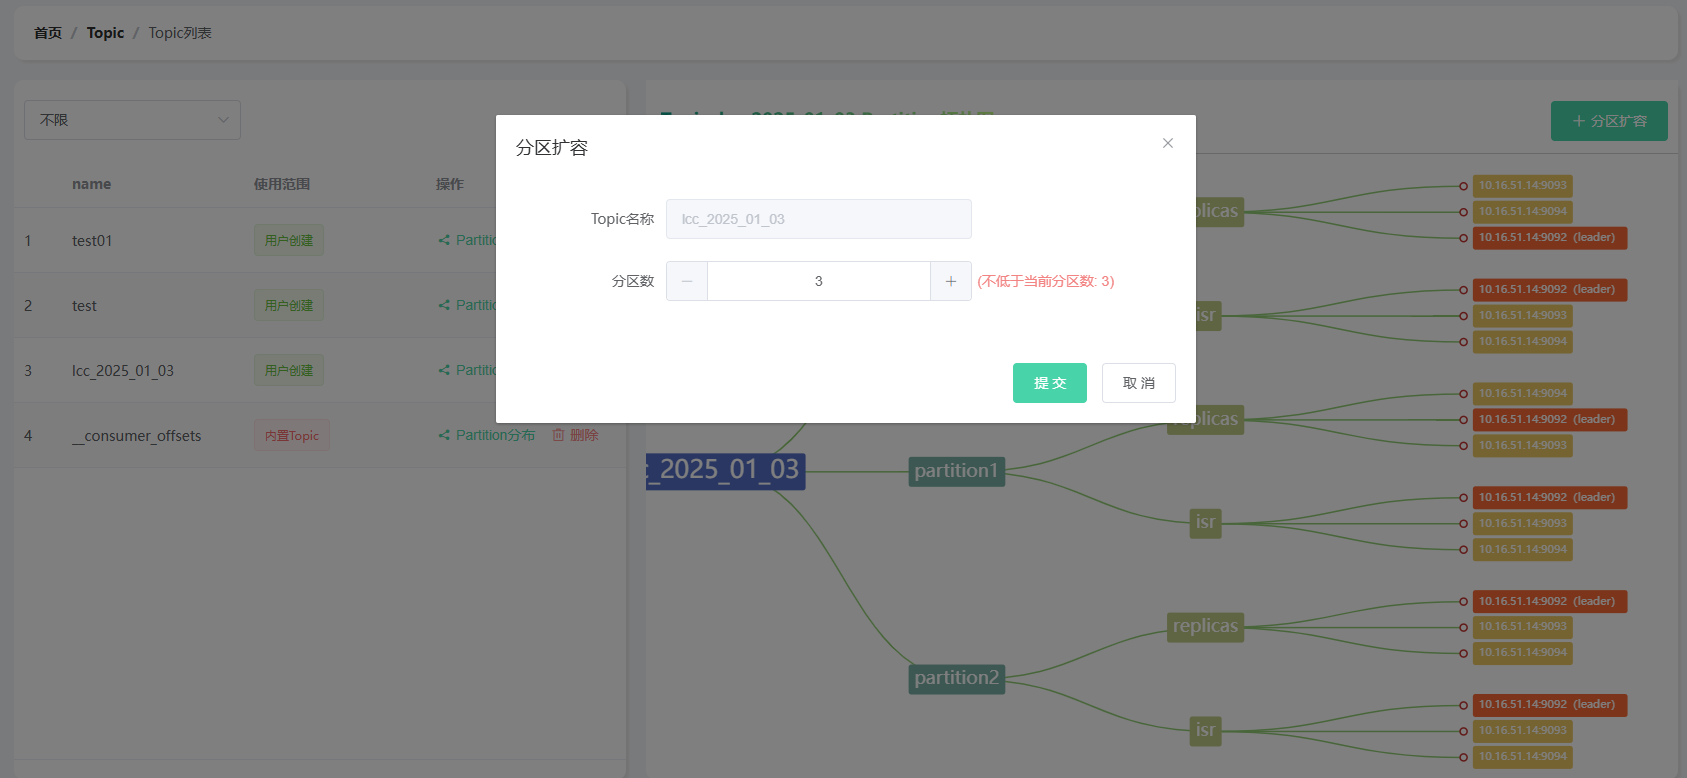 首页 / Topic / Topic列表
不限
name 使用范围 操作
1 test01 用户创建
2 test 用户创建
3 lcc_2025_01_03 用户创建
4 __consumer_offsets 内置Topic Partition分布 删除
+ 分区扩容
分区扩容
Topic名称 lcc_2025_01_03
分区数 3 (不低于当前分区数: 3)
提 交 取 消
10.16.51.14:9093
10.16.51.14:9094
10.16.51.14:9092 (leader)
isr
10.16.51.14:9092 (leader)
10.16.51.14:9093
10.16.51.14:9094
10.16.51.14:9094
10.16.51.14:9092 (leader)
10.16.51.14:9093
_2025_01_03
partition1
isr
10.16.51.14:9092 (leader)
10.16.51.14:9093
10.16.51.14:9094
replicas
10.16.51.14:9092 (leader)
10.16.51.14:9093
10.16.51.14:9094
partition2
isr
10.16.51.14:9092 (leader)
10.16.51.14:9093
10.16.51.14:9094